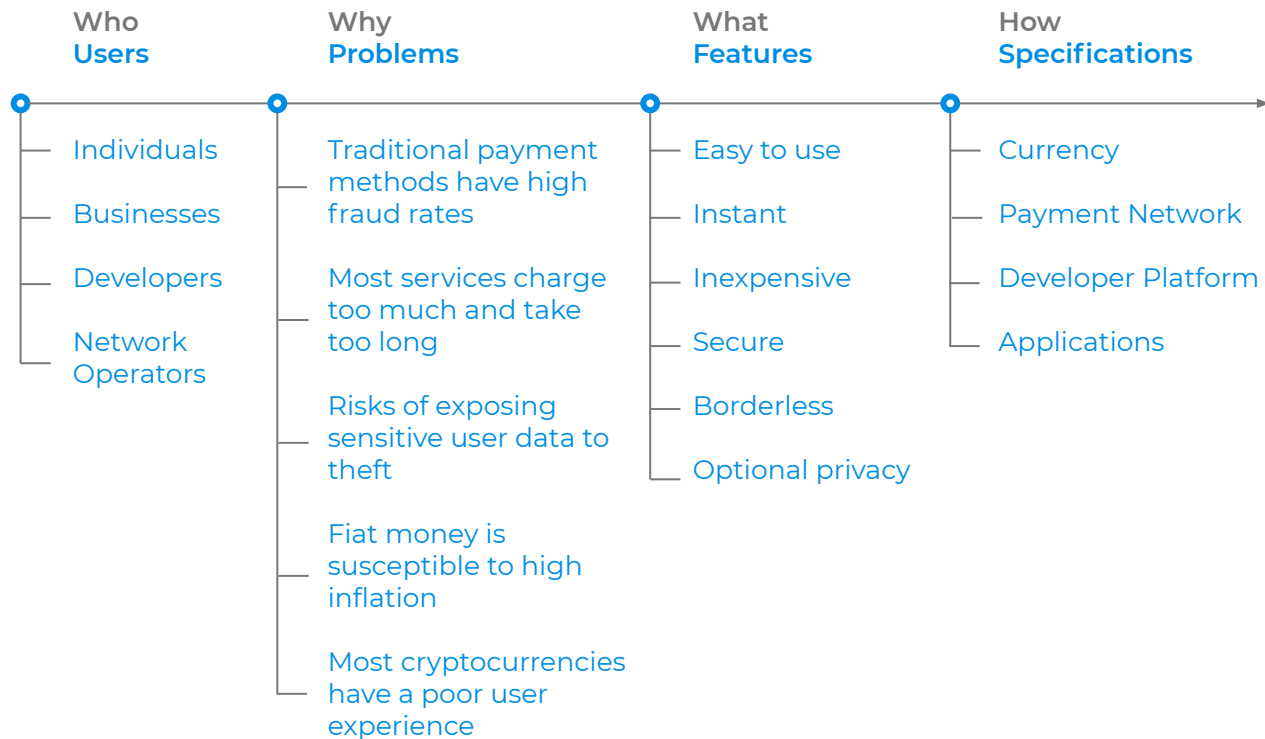 Who
Users
Individuals
Businesses
Developers
Network
Operators
Why
Problems
Traditional payment
methods have high
fraud rates
Most services charge
too much and take
too long
Risks of exposing
sensitive user data to
theft
Fiat money is
susceptible to high
inflation
Most cryptocurrencies
have a poor user
experience
What
Features
Easy to use
Instant
Inexpensive
Secure
Borderless
Optional privacy
How
Specifications
Currency
Payment Network
Developer Platform
Applications